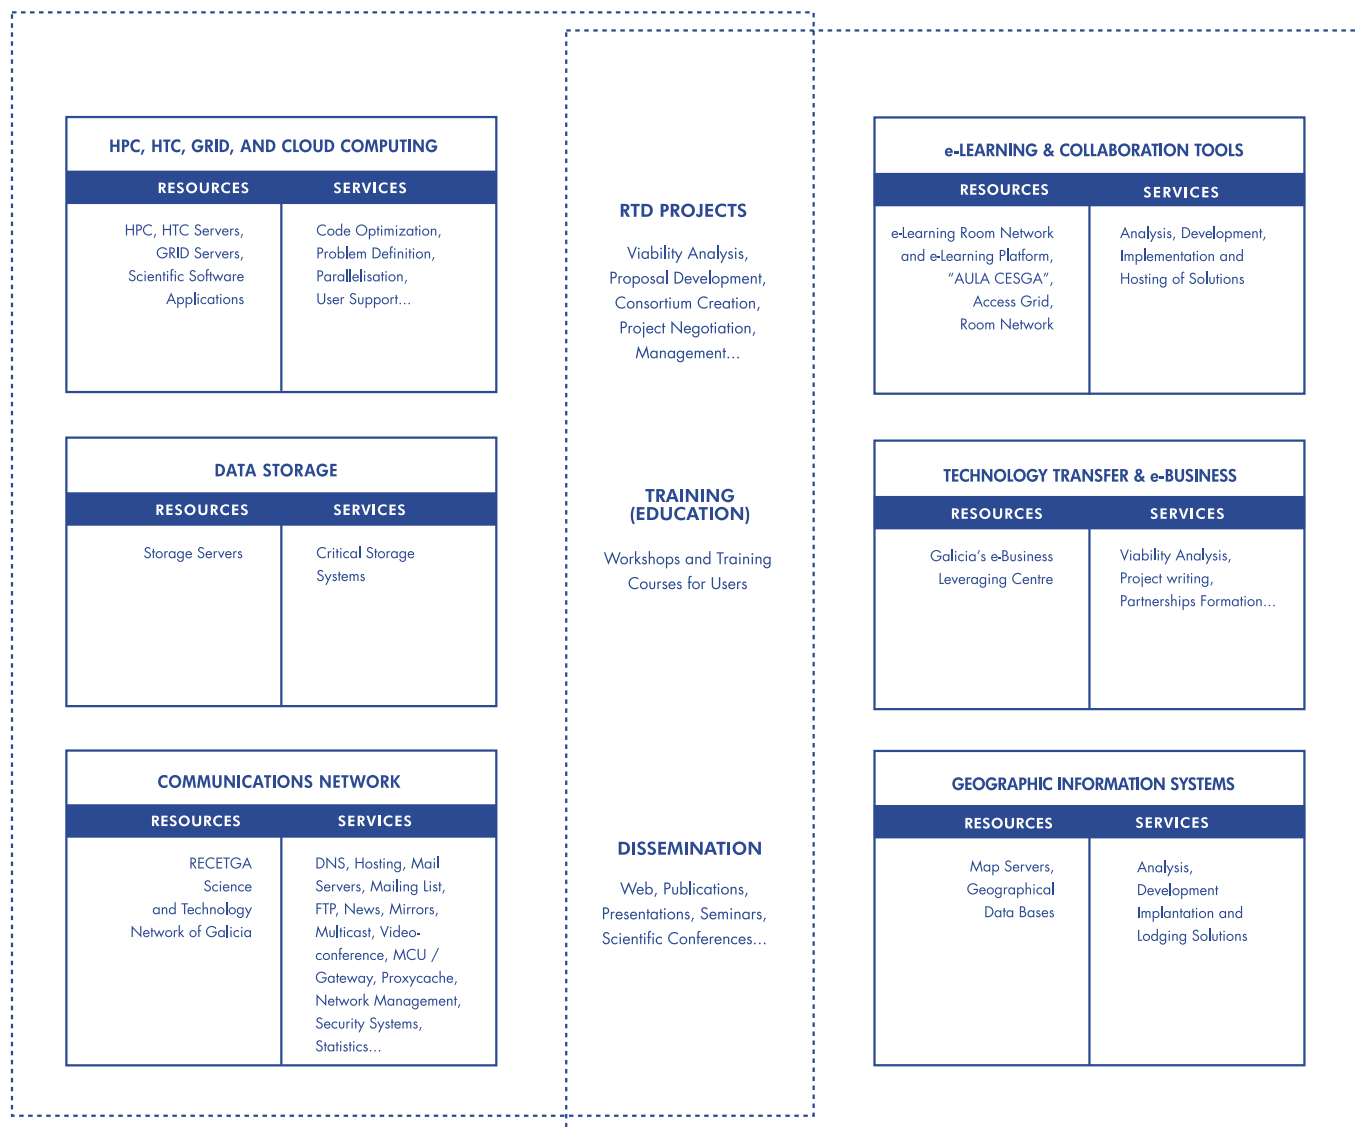 HPC, HTC, GRID, AND CLOUD COMPUTING
RESOURCES
SERVICES
HPC, HTC Servers,
GRID Servers,
Scientific Software
Applications
Code Optimization,
Problem Definition,
Parallelisation,
User Support...
DATA STORAGE
RESOURCES
SERVICES
Storage Servers
Critical Storage
Systems
COMMUNICATIONS NETWORK
RESOURCES
SERVICES
RECETGA
Science
and Technology
Network of Galicia
DNS, Hosting, Mail
Servers, Mailing List,
FTP, News, Mirrors,
Multicast, Video-
conference, MCU /
Gateway, Proxycache,
Network Management,
Security Systems,
Statistics...
RTD PROJECTS
Viability Analysis,
Proposal Development,
Consortium Creation,
Project Negotiation,
Management...
TRAINING
(EDUCATION)
Workshops and Training
Courses for Users
DISSEMINATION
Web, Publications,
Presentations, Seminars,
Scientific Conferences...
e-LEARNING & COLLABORATION TOOLS
RESOURCES
SERVICES
e-Learning Room Network
and e-Learning Platform,
“AULA CESGA”,
Access Grid,
Room Network
Analysis, Development,
Implementation and
Hosting of Solutions
TECHNOLOGY TRANSFER & e-BUSINESS
RESOURCES
SERVICES
Galicia’s e-Business
Leveraging Centre
Viability Analysis,
Project writing,
Partnerships Formation...
GEOGRAPHIC INFORMATION SYSTEMS
RESOURCES
SERVICES
Map Servers,
Geographical
Data Bases
Analysis,
Development
Implantation and
Lodging Solutions